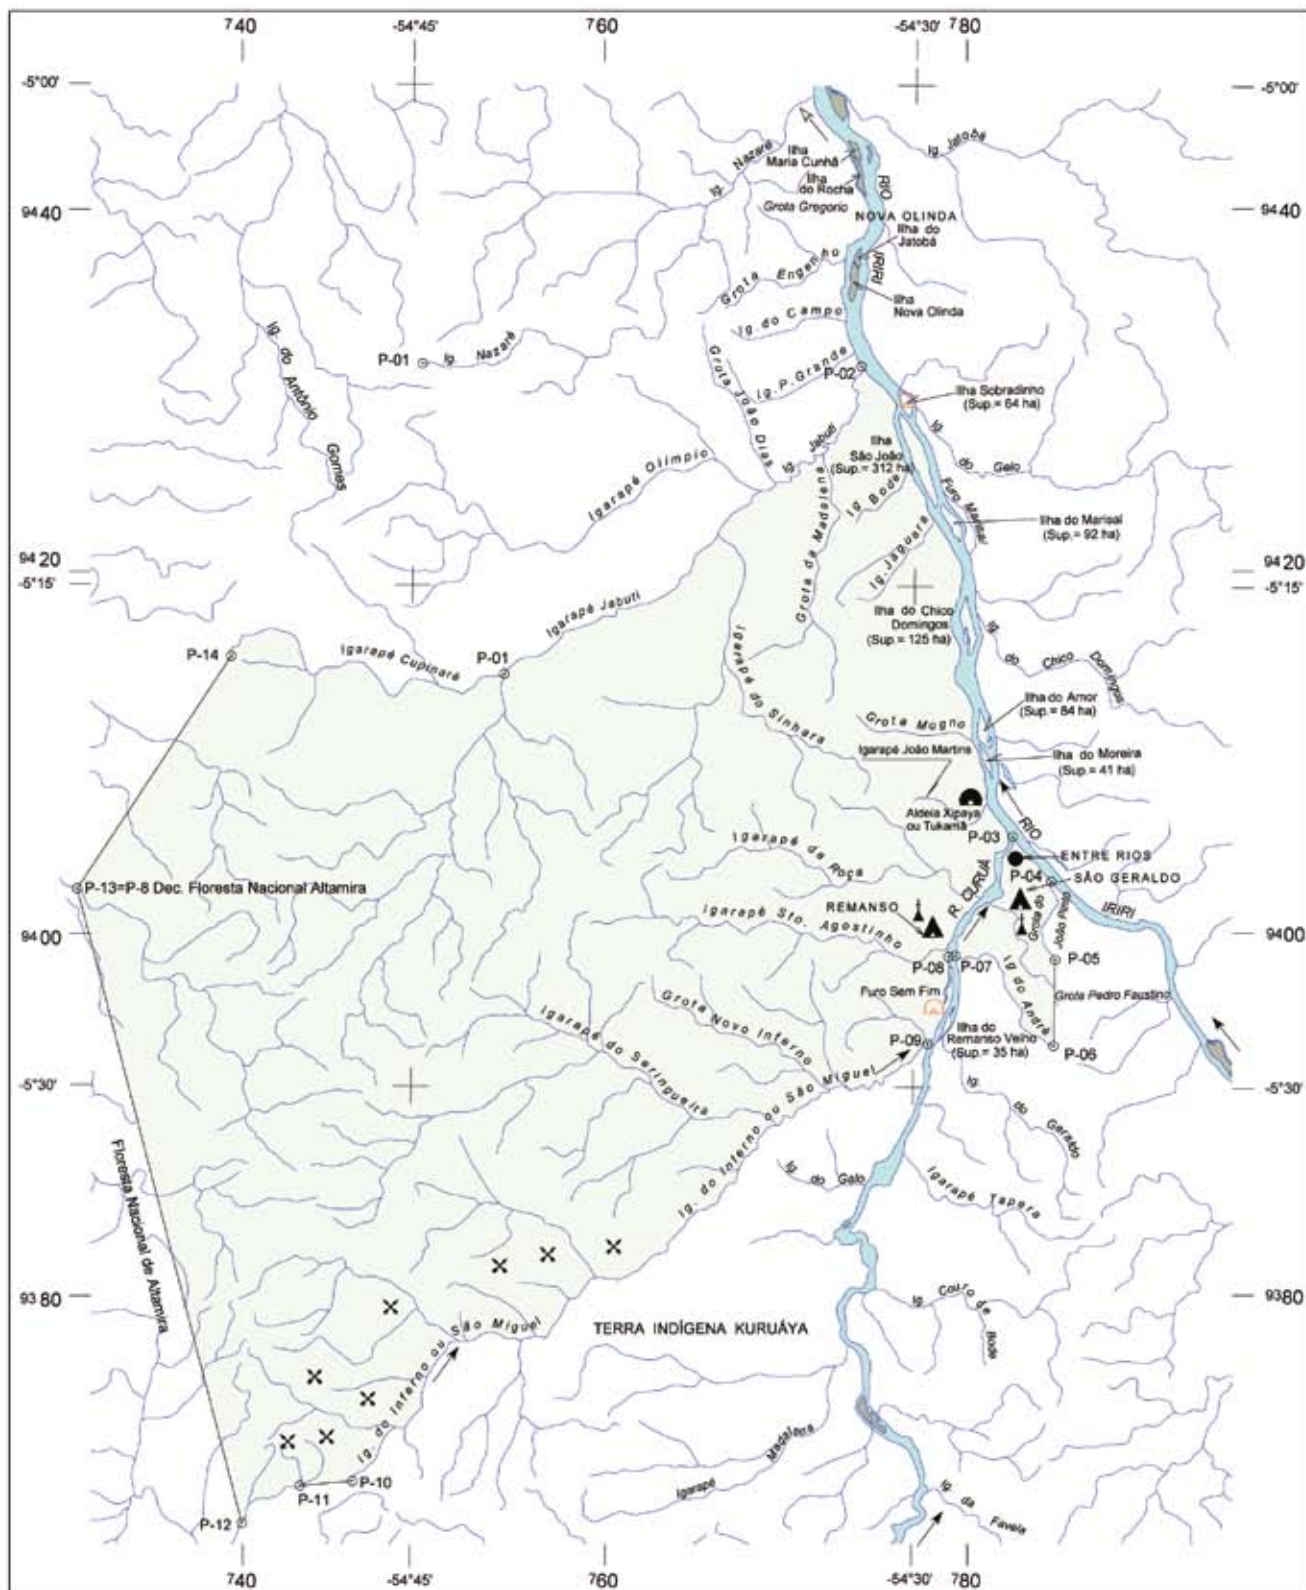 740
-54°45'
760
-54°30'
780
-5°00'
-5°00'
Ig. Jatobá
Ilha
Maria Cunhã
Ilha
do Rocha
Ig. Nazaré
RIO
9440
9440
Grota Gregorio
NOVA OLINDA
Ilha do
Jatobá
Grota Engenho
IRIRI
Ilha
Nova Olinda
Ig. do Campo
Ig. do Antônio Gomes
P-01
Ig. Nazaré
Gruta João Dias
Ig. P. Grande
P-02
Ilha Sobradinho
(Sup.= 64 ha)
Ig. do Gelo
Ig. Jabuti
Ilha
São João
(Sup.= 312 ha)
Igarapé Olímpio
Grota da Madalena
Ig. Bode
Furo Marisal
Ilha do Marisal
(Sup.= 92 ha)
Ig. Jaguara
9420
9420
-5°15'
-5°15'
Igarapé Jabuti
Ilha do Chico
Domingos
(Sup.= 125 ha)
Ig. do Chico Domingos
P-14
Igarapé Cupinaré
P-01
Igarapé do Sinhara
Ilha do Amor
(Sup.= 84 ha)
Grota Mogno
Igarapé João Martins
Ilha do Moreira
(Sup.= 41 ha)
Aldeia Xipaya
ou Tukamã
RIO
P-03
Igarapé da Roça
ENTRE RIOS
P-04
SÃO GERALDO
P-13=P-8 Dec. Floresta Nacional Altamira
R. CURUÁ
REMANSO
Grota do João Pinto
IRIRI
Igarapé Sto. Agostinho
9400
9400
P-08
P-07
P-05
Furo Sem Fim
Ig do André
Grota Pedro Faustino
Grota Novo Inferno
Igarapé do Seringueira
P-09
Ilha do
Remanso Velho
(Sup.= 35 ha)
P-06
Ig. do Inferno ou São Miguel
-5°30'
-5°30'
Ig. do Geraldo
Floresta Nacional de Altamira
Ig. do Galo
Igarapé Tapera
9380
9380
Ig. Couro de Bode
TERRA INDÍGENA KURUÁYA
Ig. do Inferno ou São Miguel
P-10
P-11
Igarapé
P-12
Ig. da Favela
740
-54°45'
760
-54°30'
780